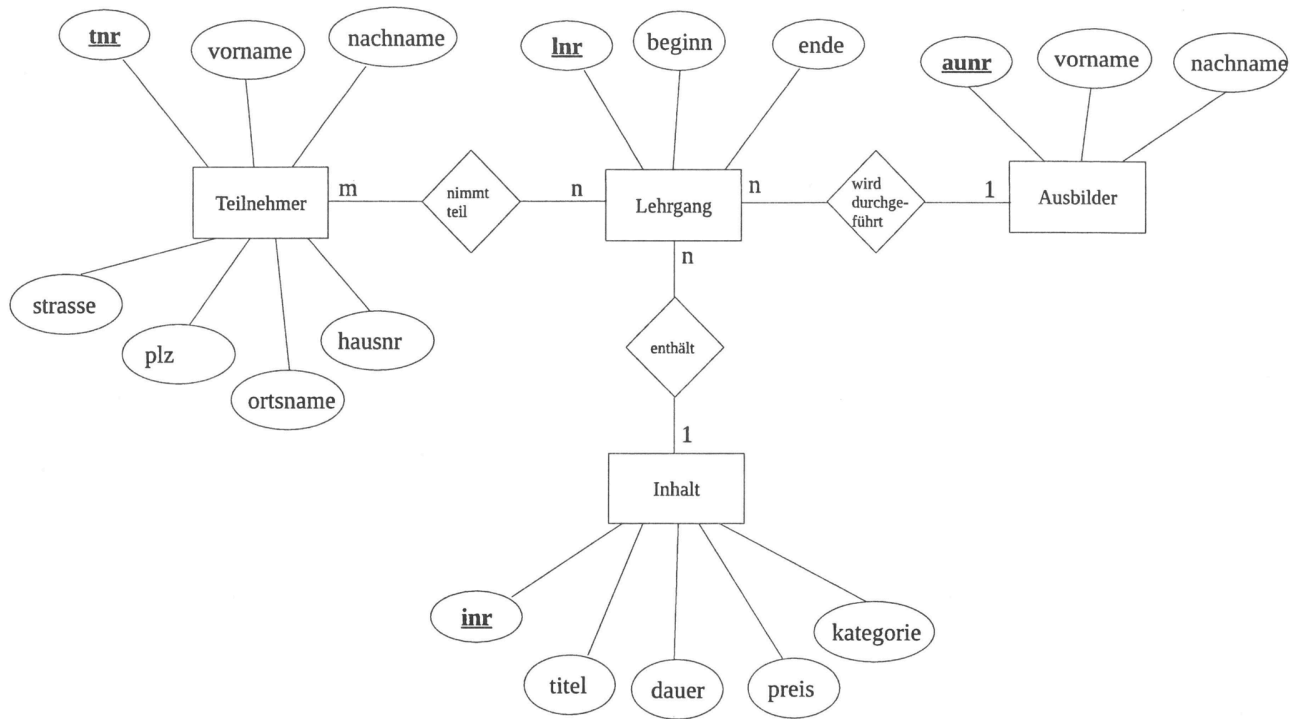 tnr
vorname
nachname
lnr
beginn
ende
aunr
vorname
nachname
Teilnehmer
m
nimmt
teil
n
Lehrgang
n
wird
durchge-
führt
1
Ausbilder
strasse
plz
ortsname
hausnr
n
enthält
1
Inhalt
inr
titel
dauer
preis
kategorie